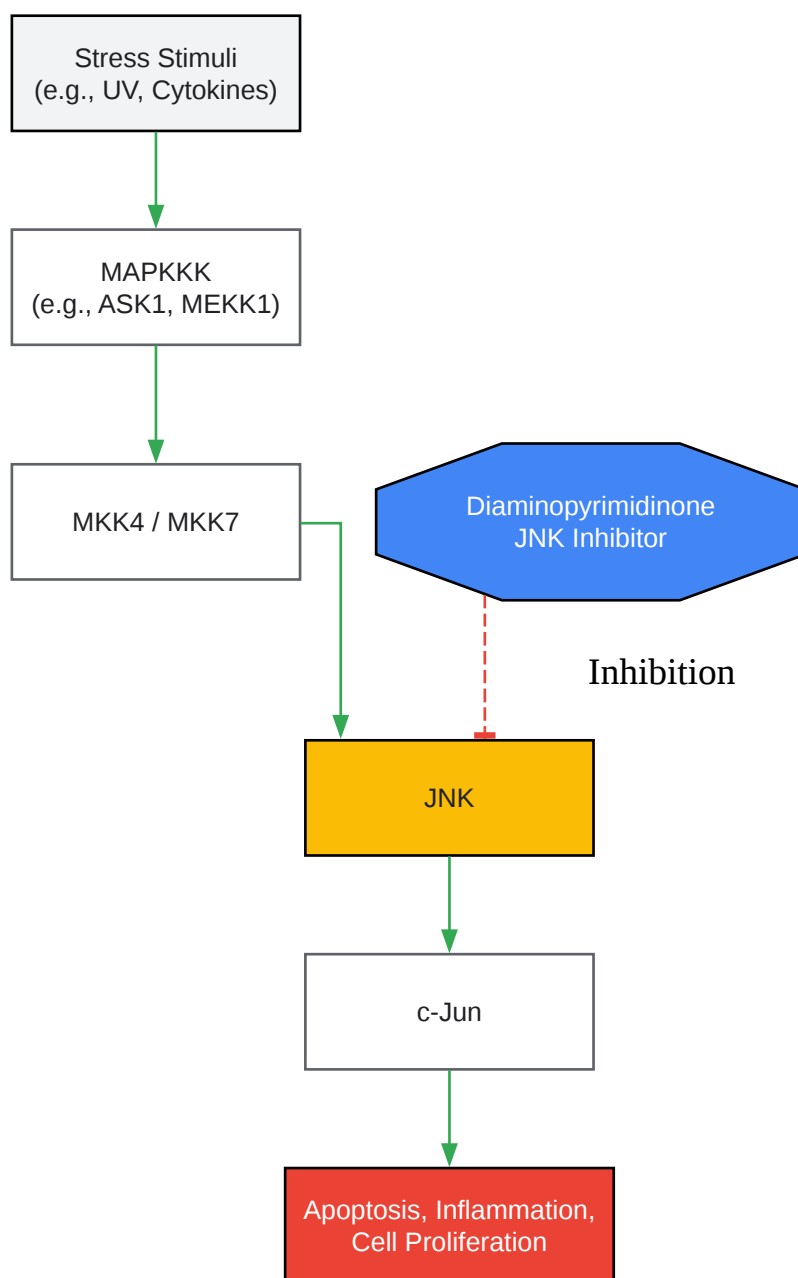 Stress Stimuli
(e.g., UV, Cytokines)
MAPKKK
(e.g., ASK1, MEKK1)
MKK4 / MKK7
Diaminopyrimidinone
JNK Inhibitor
Inhibition
JNK
c-Jun
Apoptosis, Inflammation,
Cell Proliferation